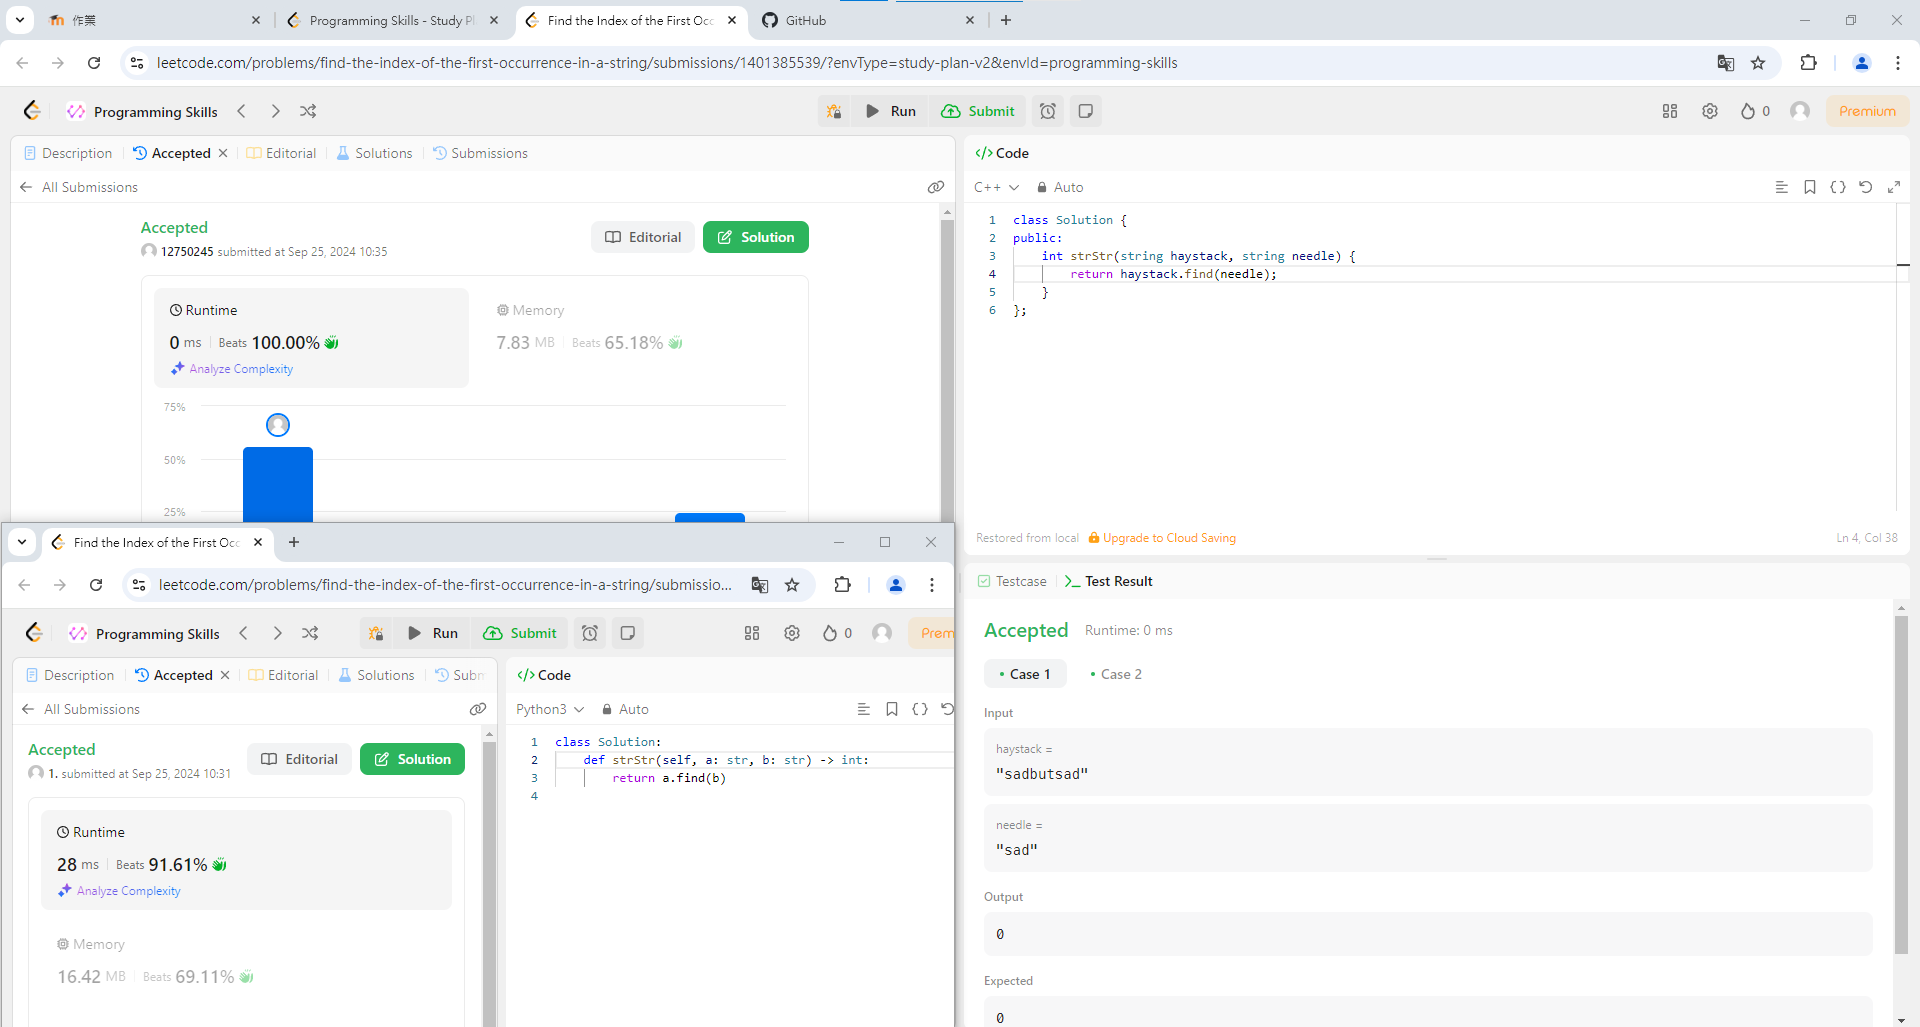 作業
Programming Skills - Study Pl
Find the Index of the First Occ
GitHub
leetcode.com/problems/find-the-index-of-the-first-occurrence-in-a-string/submissions/1401385539/?envType=study-plan-v2&envId=programming-skills
Programming Skills
Run
Submit
0
Premium
Description
Accepted
Editorial
Solutions
Submissions
All Submissions
Accepted
12750245 submitted at Sep 25, 2024 10:35
Editorial
Solution
Runtime
0 ms Beats 100.00%
Analyze Complexity
Memory
7.83 MB Beats 65.18%
75%
50%
25%
Code
C++
Auto
1 class Solution {
2 public:
3 int strStr(string haystack, string needle) {
4 return haystack.find(needle);
5 }
6 };
Restored from local
Upgrade to Cloud Saving
Ln 4, Col 38
Testcase
Test Result
Accepted Runtime: 0 ms
• Case 1
• Case 2
Input
haystack =
"sadbutsad"
needle =
"sad"
Output
0
Expected
0
Find the Index of the First Occ
leetcode.com/problems/find-the-index-of-the-first-occurrence-in-a-string/submissio...
Programming Skills
Run
Submit
0
Prem
Description
Accepted
Editorial
Solutions
Subm
All Submissions
Accepted
1. submitted at Sep 25, 2024 10:31
Editorial
Solution
Runtime
28 ms Beats 91.61%
Analyze Complexity
Memory
16.42 MB Beats 69.11%
Code
Python3
Auto
1 class Solution:
2 def strStr(self, a: str, b: str) -> int:
3 return a.find(b)
4